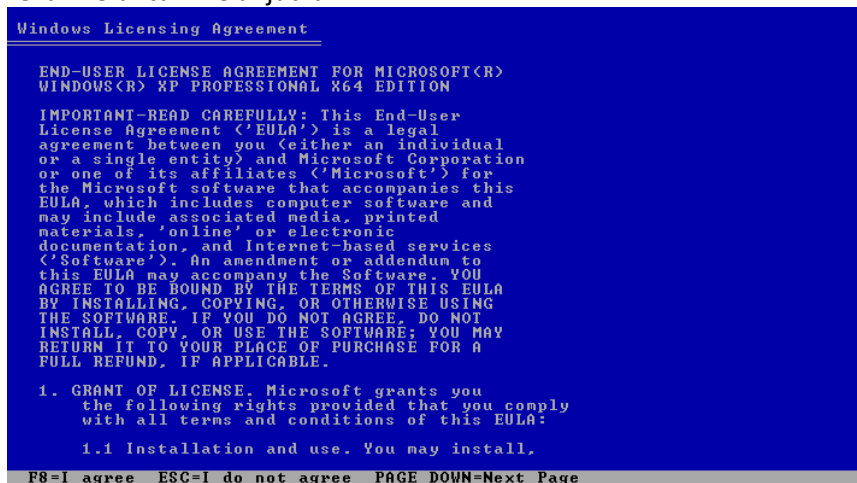 Windows Licensing Agreement
END-USER LICENSE AGREEMENT FOR MICROSOFT(R)
WINDOWS(R) XP PROFESSIONAL X64 EDITION
IMPORTANT-READ CAREFULLY: This End-User
License Agreement ('EULA') is a legal
agreement between you (either an individual
or a single entity) and Microsoft Corporation
or one of its affiliates ('Microsoft') for
the Microsoft software that accompanies this
EULA, which includes computer software and
may include associated media, printed
materials, 'online' or electronic
documentation, and Internet-based services
('Software'). An amendment or addendum to
this EULA may accompany the Software. YOU
AGREE TO BE BOUND BY THE TERMS OF THIS EULA
BY INSTALLING, COPYING, OR OTHERWISE USING
THE SOFTWARE. IF YOU DO NOT AGREE, DO NOT
INSTALL, COPY, OR USE THE SOFTWARE; YOU MAY
RETURN IT TO YOUR PLACE OF PURCHASE FOR A
FULL REFUND, IF APPLICABLE.
1. GRANT OF LICENSE. Microsoft grants you
the following rights provided that you comply
with all terms and conditions of this EULA:
1.1 Installation and use. You may install,
F8=I agree ESC=I do not agree PAGE DOWN=Next Page